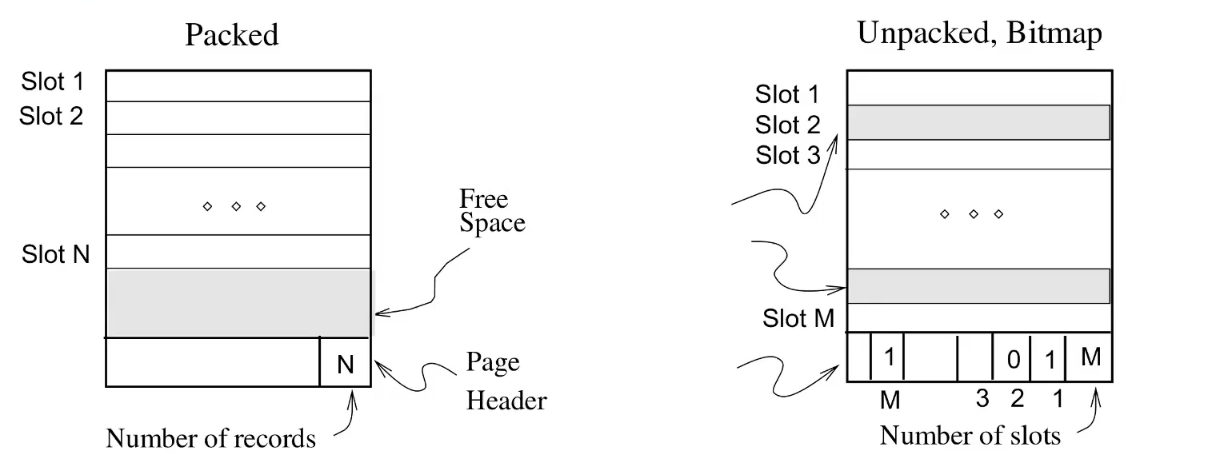 Packed
Slot 1
Slot 2
Slot N
Free
Space
N
Page
Header
Number of records
Unpacked, Bitmap
Slot 1
Slot 2
Slot 3
Slot M
1 0 1 M
M 3 2 1
Number of slots